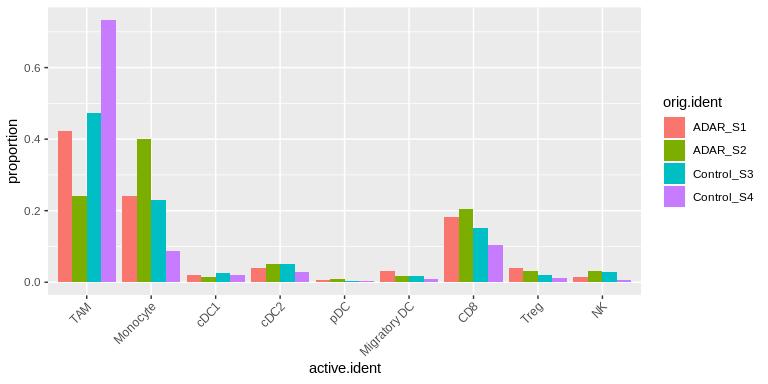 proportion
0.6
0.4
0.2
0.0
TAM
Monocyte
cDC1
cDC2
pDC
Migratory DC
CD8
Treg
NK
active.ident
orig.ident
ADAR_S1
ADAR_S2
Control_S3
Control_S4